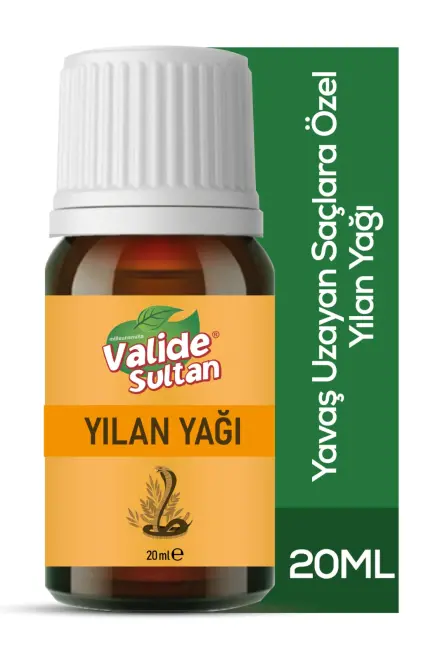 Valide®
Sultan
YILAN YAĞI
20 ml e
Yavaş Uzayan Saçlara Özel
Yılan Yağı
20ML